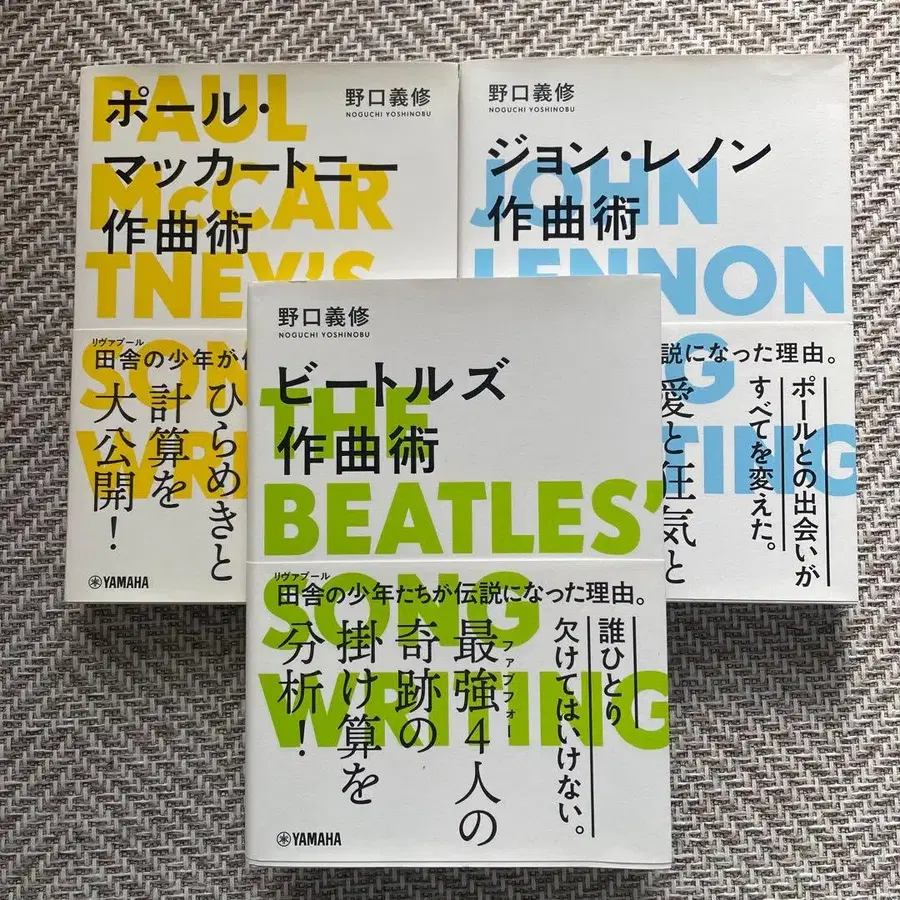 PAUL
McCAR
TNEY'S
SON
WRI
ポール・
マッカートニー
作曲術
野口義修
NOGUCHI YOSHINOBU
リヴァプール
田舎の少年が
ひらめきと
計算を
大公開!
YAMAHA
野口義修
NOGUCHI YOSHINOBU
JOHN
LENNON
G
TING
ジョン・レノン
作曲術
説になった理由。
ポールとの出会いが
すべてを変えた。
愛と狂気と
野口義修
NOGUCHI YOSHINOBU
THE
BEATLES'
SONG
WRITING
ビートルズ
作曲術
リヴァプール
田舎の少年たちが伝説になった理由。
誰ひとり
欠けてはいけない。
ファブフォー
最強4人の
奇跡の
掛け算を
分析!
YAMAHA